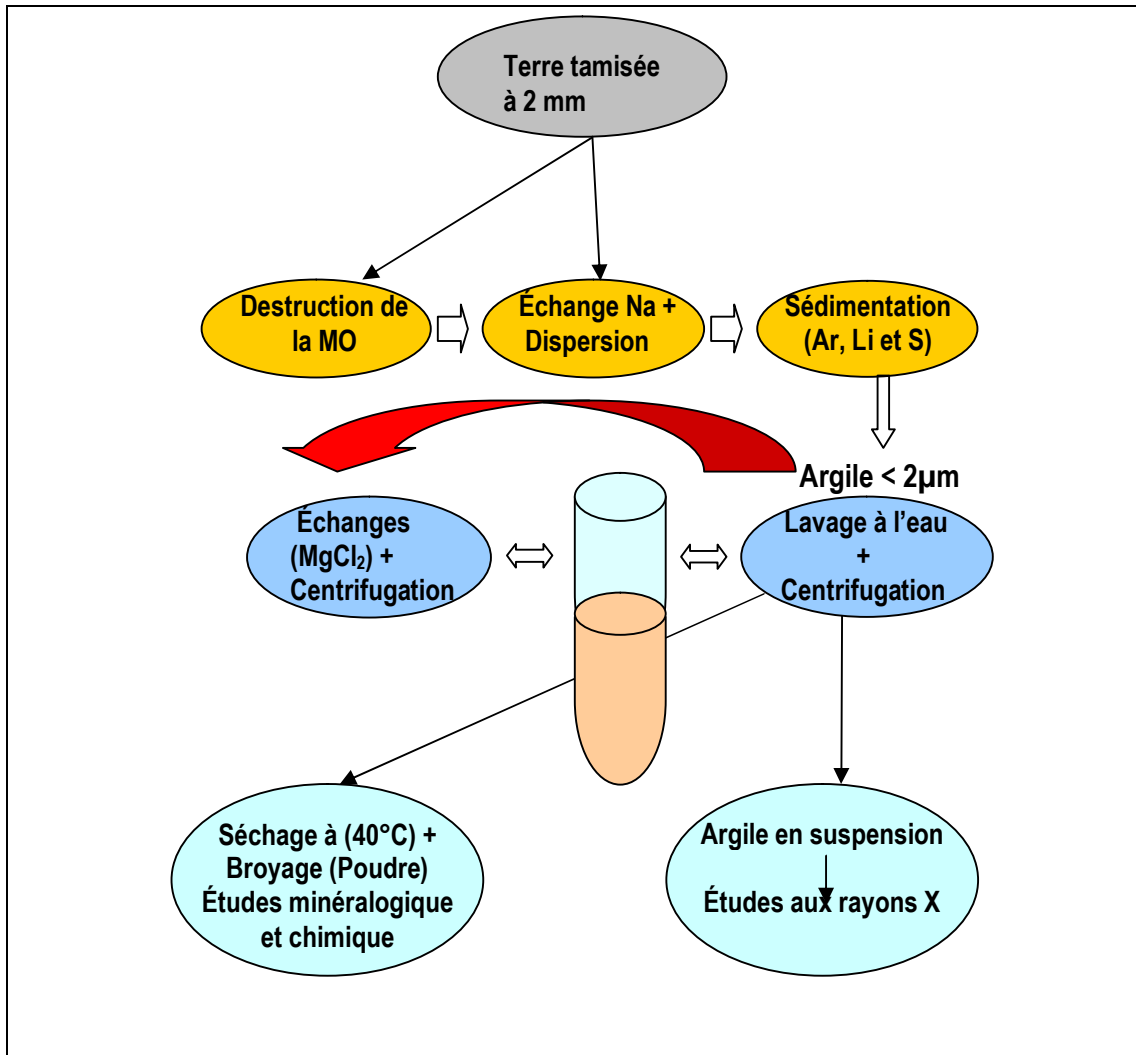 Terre tamisée
à 2 mm
Destruction de
la MO
Échange Na +
Dispersion
Sédimentation
(Ar, Li et S)
Argile < 2µm
Échanges
(MgCl₂) +
Centrifugation
Lavage à l’eau
+
Centrifugation
Séchage à (40°C) +
Broyage (Poudre)
Études minéralogique
et chimique
Argile en suspension
Études aux rayons X